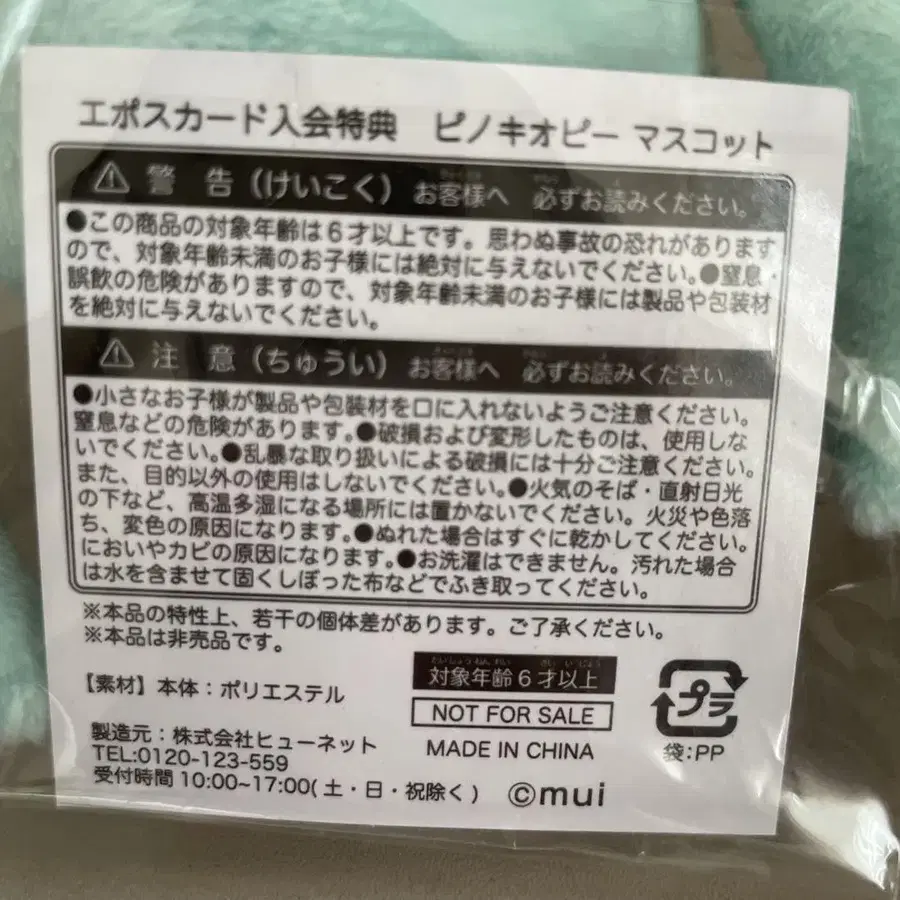 エポスカード入会特典　ピノキオピー マスコット
⚠ 警　告（けいこく）お客様へ　必ずお読みください。
●この商品の対象年齢は6才以上です。思わぬ事故の恐れがあります
ので、対象年齢未満のお子様には絶対に与えないでください。●窒息・
誤飲の危険がありますので、対象年齢未満のお子様には製品や包装材
を絶対に与えないでください。
⚠ 注　意（ちゅうい）お客様へ　必ずお読みください。
●小さなお子様が製品や包装材を口に入れないようご注意ください。
窒息などの危険があります。●破損および変形したものは、使用しな
いでください。●乱暴な取り扱いによる破損には十分ご注意ください。
また、目的以外の使用はしないでください。●火気のそば・直射日光
の下など、高温多湿になる場所には置かないでください。火災や色落
ち、変色の原因になります。●ぬれた場合はすぐに乾かしてください。
においやカビの原因になります。●お洗濯はできません。汚れた場合
は水を含ませて固くしぼった布などでふき取ってください。
※本品の特性上、若干の個体差があります。ご了承ください。
※本品は非売品です。
【素材】本体：ポリエステル
対象年齢6才以上
NOT FOR SALE
MADE IN CHINA
プラ
袋：PP
製造元：株式会社ヒューネット
TEL:0120-123-559
受付時間 10:00~17:00(土・日・祝除く)
©mui